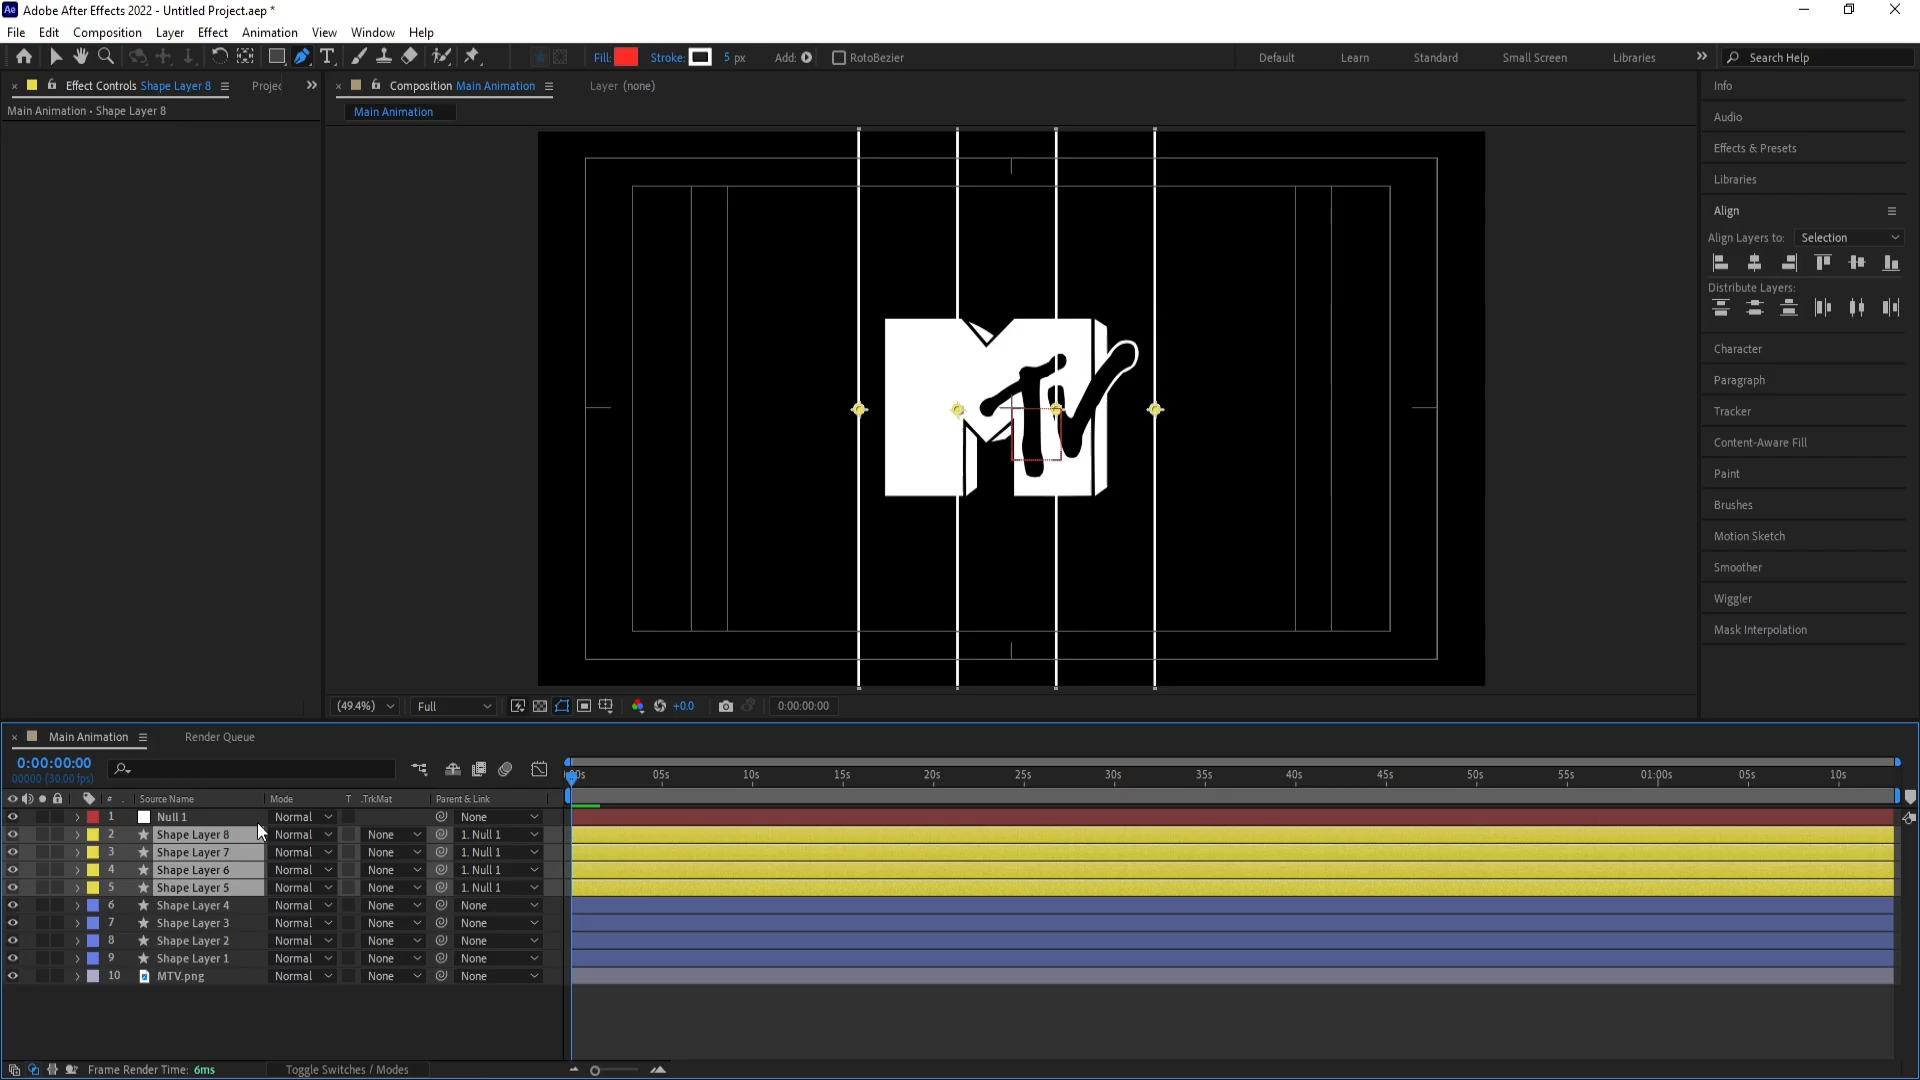 Ae Adobe After Effects 2022 - Untitled Project.aep *
File Edit Composition Layer Effect Animation View Window Help
Fill: Stroke: 5 px Add: RotoBezier Default Learn Standard Small Screen Libraries Search Help
Effect Controls Shape Layer 8 Projec Composition Main Animation Layer (none) Info
Main Animation • Shape Layer 8 Main Animation
Audio
Effects & Presets
Libraries
Align
Align Layers to: Selection
Distribute Layers:
Character
Paragraph
Tracker
Content-Aware Fill
Paint
Brushes
Motion Sketch
Smoother
Wiggler
Mask Interpolation
MTV
(49.4%) Full +0.0 0:00:00:00
Main Animation Render Queue
0:00:00:00
00000 (30.00 fps)
:00s 05s 10s 15s 20s 25s 30s 35s 40s 45s 50s 55s 01:00s 05s 10s
# Source Name Mode T .TrkMat Parent & Link
1 Null 1 Normal None
2 Shape Layer 8 Normal None 1. Null 1
3 Shape Layer 7 Normal None 1. Null 1
4 Shape Layer 6 Normal None 1. Null 1
5 Shape Layer 5 Normal None 1. Null 1
6 Shape Layer 4 Normal None None
7 Shape Layer 3 Normal None None
8 Shape Layer 2 Normal None None
9 Shape Layer 1 Normal None None
10 MTV.png Normal None None
Frame Render Time: 6ms Toggle Switches / Modes